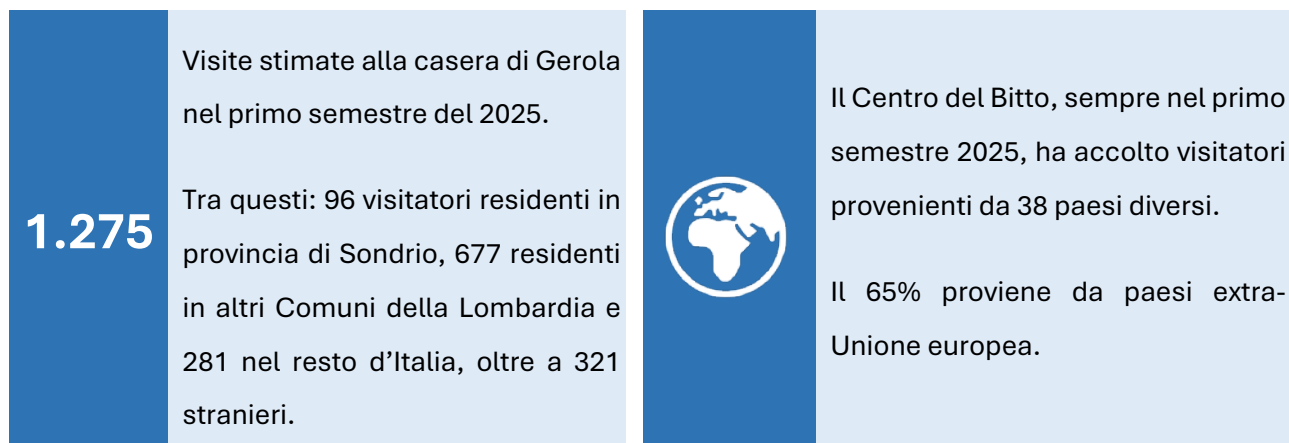 1.275
Visite stimate alla casera di Gerola
nel primo semestre del 2025.
Tra questi: 96 visitatori residenti in
provincia di Sondrio, 677 residenti
in altri Comuni della Lombardia e
281 nel resto d’Italia, oltre a 321
stranieri.
Il Centro del Bitto, sempre nel primo
semestre 2025, ha accolto visitatori
provenienti da 38 paesi diversi.
Il 65% proviene da paesi extra-
Unione europea.